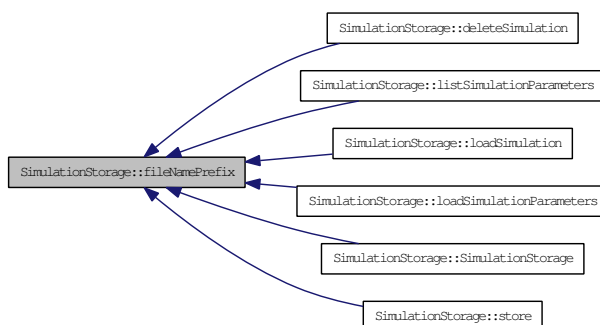 SimulationStorage::deleteSimulation
SimulationStorage::listSimulationParameters
SimulationStorage::loadSimulation
SimulationStorage::fileNamePrefix
SimulationStorage::loadSimulationParameters
SimulationStorage::SimulationStorage
SimulationStorage::store